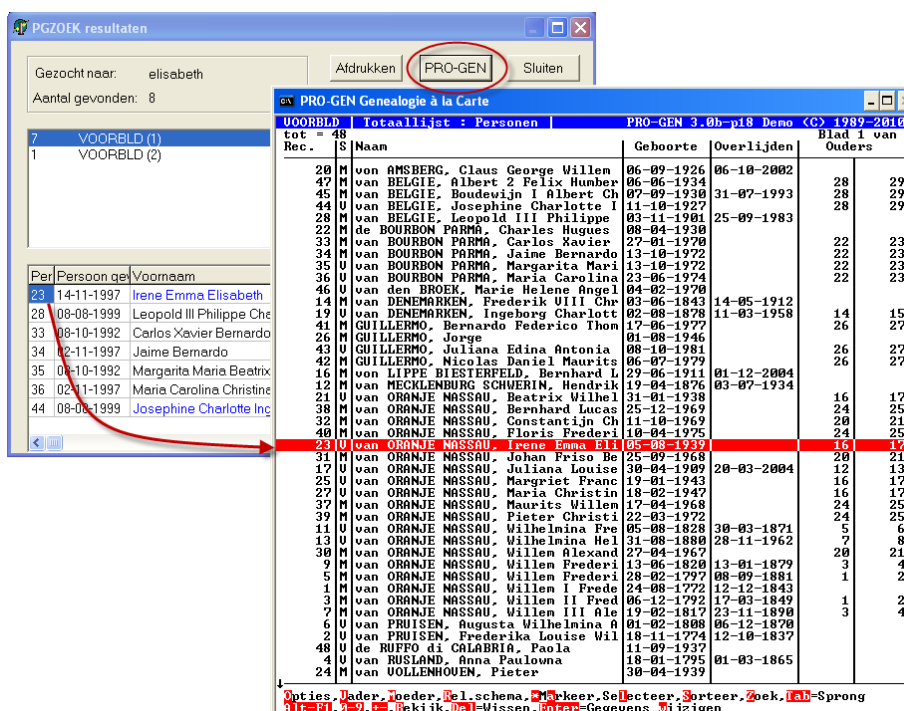 PGZOEK resultaten
Gezocht naar: elisabeth
Aantal gevonden: 8
Afdrukken PRO-GEN Sluiten
7 VOORBLD (1)
1 VOORBLD (2)
Per Persoon gev Voornaam
23 14-11-1997 Irene Emma Elisabeth
28 08-08-1999 Leopold III Philippe Cha
33 08-10-1992 Carlos Xavier Bernardo
34 02-11-1997 Jaime Bernardo
35 08-10-1992 Margarita Maria Beatrix
36 02-11-1997 Maria Carolina Christina
44 08-08-1999 Josephine Charlotte Ing
PRO-GEN Genealogie à la Carte
VOORBLD Totaallijst : Personen PRO-GEN 3.0b-p18 Demo (C) 1989-2010
tot = 48 Blad 1 van
Rec. S Naam Geboorte Overlijden Ouders
20 M von AMSBERG, Claus George Willem 06-09-1926 06-10-2002
47 M van BELGIE, Albert 2 Felix Humber 06-06-1934 28 29
45 M van BELGIE, Boudewijn I Albert Ch 07-09-1930 31-07-1993 28 29
44 V van BELGIE, Josephine Charlotte I 11-10-1927 28 29
28 M van BELGIE, Leopold III Philippe 03-11-1901 25-09-1983
22 M de BOURBON PARMA, Charles Hugues 08-04-1930
33 M van BOURBON PARMA, Carlos Xavier 27-01-1970 22 23
34 M van BOURBON PARMA, Jaime Bernardo 13-10-1972 22 23
35 V van BOURBON PARMA, Margarita Mari 13-10-1972 22 23
36 V van BOURBON PARMA, Maria Carolina 23-06-1974 22 23
46 V van den BROEK, Marie Helene Angel 04-02-1970
14 M van DENEMARKEN, Frederik VIII Chr 03-06-1843 14-05-1912
19 V van DENEMARKEN, Ingeborg Charlott 02-08-1878 11-03-1958 14 15
41 M GUILLERMO, Bernardo Federico Thom 17-06-1977 26 27
26 M GUILLERMO, Jorge 01-08-1946
43 V GUILLERMO, Juliana Edina Antonia 08-10-1981 26 27
42 M GUILLERMO, Nicolas Daniel Maurits 06-07-1979 26 27
16 M von LIPPE BIESTERFELD, Bernhard L 29-06-1911 01-12-2004
12 M van MECKLENBURG SCHWERIN, Hendrik 19-04-1876 03-07-1934
21 V van ORANJE NASSAU, Beatrix Wilhel 31-01-1938 16 17
38 M van ORANJE NASSAU, Bernhard Lucas 25-12-1969 24 25
32 M van ORANJE NASSAU, Constantijn Ch 11-10-1969 20 21
40 M van ORANJE NASSAU, Floris Frederi 10-04-1975 24 25
23 V van ORANJE NASSAU, Irene Emma Eli 05-08-1939 16 17
31 M van ORANJE NASSAU, Johan Friso Be 25-09-1968 20 21
17 V van ORANJE NASSAU, Juliana Louise 30-04-1909 20-03-2004 12 13
25 V van ORANJE NASSAU, Margriet Franc 19-01-1943 16 17
27 V van ORANJE NASSAU, Maria Christin 18-02-1947 16 17
37 M van ORANJE NASSAU, Maurits Willem 17-04-1968 24 25
39 M van ORANJE NASSAU, Pieter Christi 22-03-1972 24 25
11 V van ORANJE NASSAU, Wilhelmina Fre 05-08-1828 30-03-1871 5 6
13 V van ORANJE NASSAU, Wilhelmina Hel 31-08-1880 28-11-1962 7 8
30 M van ORANJE NASSAU, Willem Alexand 27-04-1967 20 21
9 M van ORANJE NASSAU, Willem Frederi 13-06-1820 13-01-1879 3 4
5 M van ORANJE NASSAU, Willem Frederi 28-02-1797 08-09-1881 1 2
1 M van ORANJE NASSAU, Willem I Frede 24-08-1772 12-12-1843
3 M van ORANJE NASSAU, Willem II Fred 06-12-1792 17-03-1849 1 2
7 M van ORANJE NASSAU, Willem III Ale 19-02-1817 23-11-1890 3 4
6 V van PRUISEN, Augusta Wilhelmina A 01-02-1808 06-12-1870
2 V van PRUISEN, Frederika Louise Wil 18-11-1774 12-10-1837
48 V de RUFFO di CALABRIA, Paola 11-09-1937
4 V van RUSLAND, Anna Paulowna 18-01-1795 01-03-1865
24 M van VOLLENHOVEN, Pieter 30-04-1939
Opties,Vader,Moeder,Rel.schema,*Markeer,Selecteer,Sorteer,Zoek,Tab=Sprong
Alt-F1,0-9,+-,Bekijk,Del=Wissen,Enter=Gegevens wijzigen